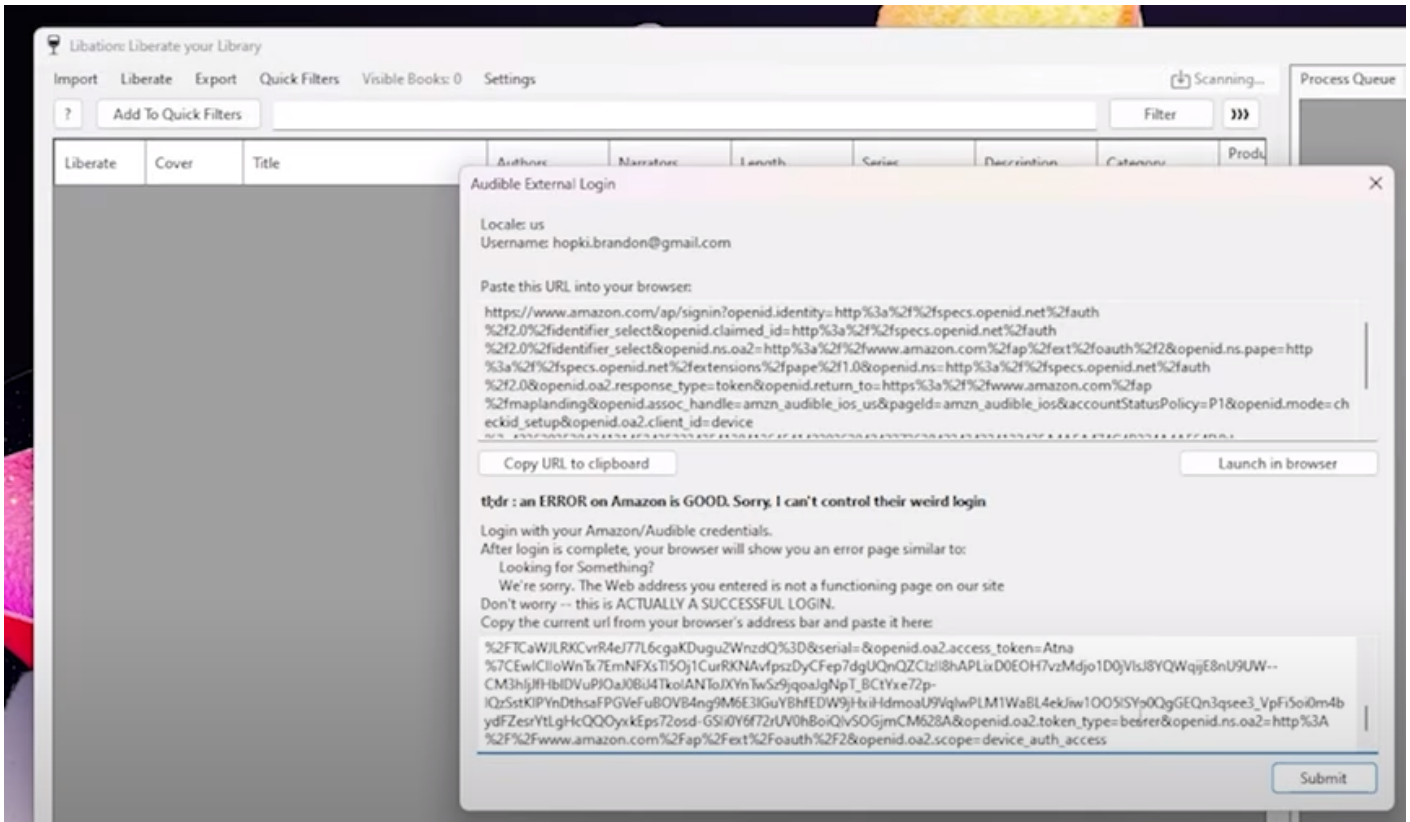 Libation: Liberate your Library
Import Liberate Export Quick Filters Visible Books: 0 Settings Scanning... Process Queue
? Add To Quick Filters Filter »»
Liberate Cover Title Authors Narrators Length Series Description Category Produ
Audible External Login
Locale: us
Username: hopki.brandon@gmail.com
Paste this URL into your browser:
https://www.amazon.com/ap/signin?openid.identity=http%3a%2f%2fspecs.openid.net%2fauth
%2f2.0%2fidentifier_select&openid.claimed_id=http%3a%2f%2fspecs.openid.net%2fauth
%2f2.0%2fidentifier_select&openid.ns.oa2=http%3a%2f%2fwww.amazon.com%2fap%2fext%2foauth%2f2&openid.ns.pape=http
%3a%2f%2fspecs.openid.net%2fextensions%2fpape%2f1.0&openid.ns=http%3a%2f%2fspecs.openid.net%2fauth
%2f2.0&openid.oa2.response_type=token&openid.return_to=https%3a%2f%2fwww.amazon.com%2fap
%2fmaplanding&openid.assoc_handle=amzn_audible_ios_us&pageId=amzn_audible_ios&accountStatusPolicy=P1&openid.mode=ch
eckid_setup&openid.oa2.client_id=device
Copy URL to clipboard Launch in browser
tl;dr : an ERROR on Amazon is GOOD. Sorry, I can't control their weird login
Login with your Amazon/Audible credentials.
After login is complete, your browser will show you an error page similar to:
Looking for Something?
We're sorry. The Web address you entered is not a functioning page on our site
Don't worry -- this is ACTUALLY A SUCCESSFUL LOGIN.
Copy the current url from your browser's address bar and paste it here:
&serial=&openid.oa2.access_token=Atna
&openid.oa2.token_type=bearer&openid.ns.oa2=http%3A
%2F%2Fwww.amazon.com%2Fap%2Fext%2Foauth%2F2&openid.oa2.scope=device_auth_access
Submit